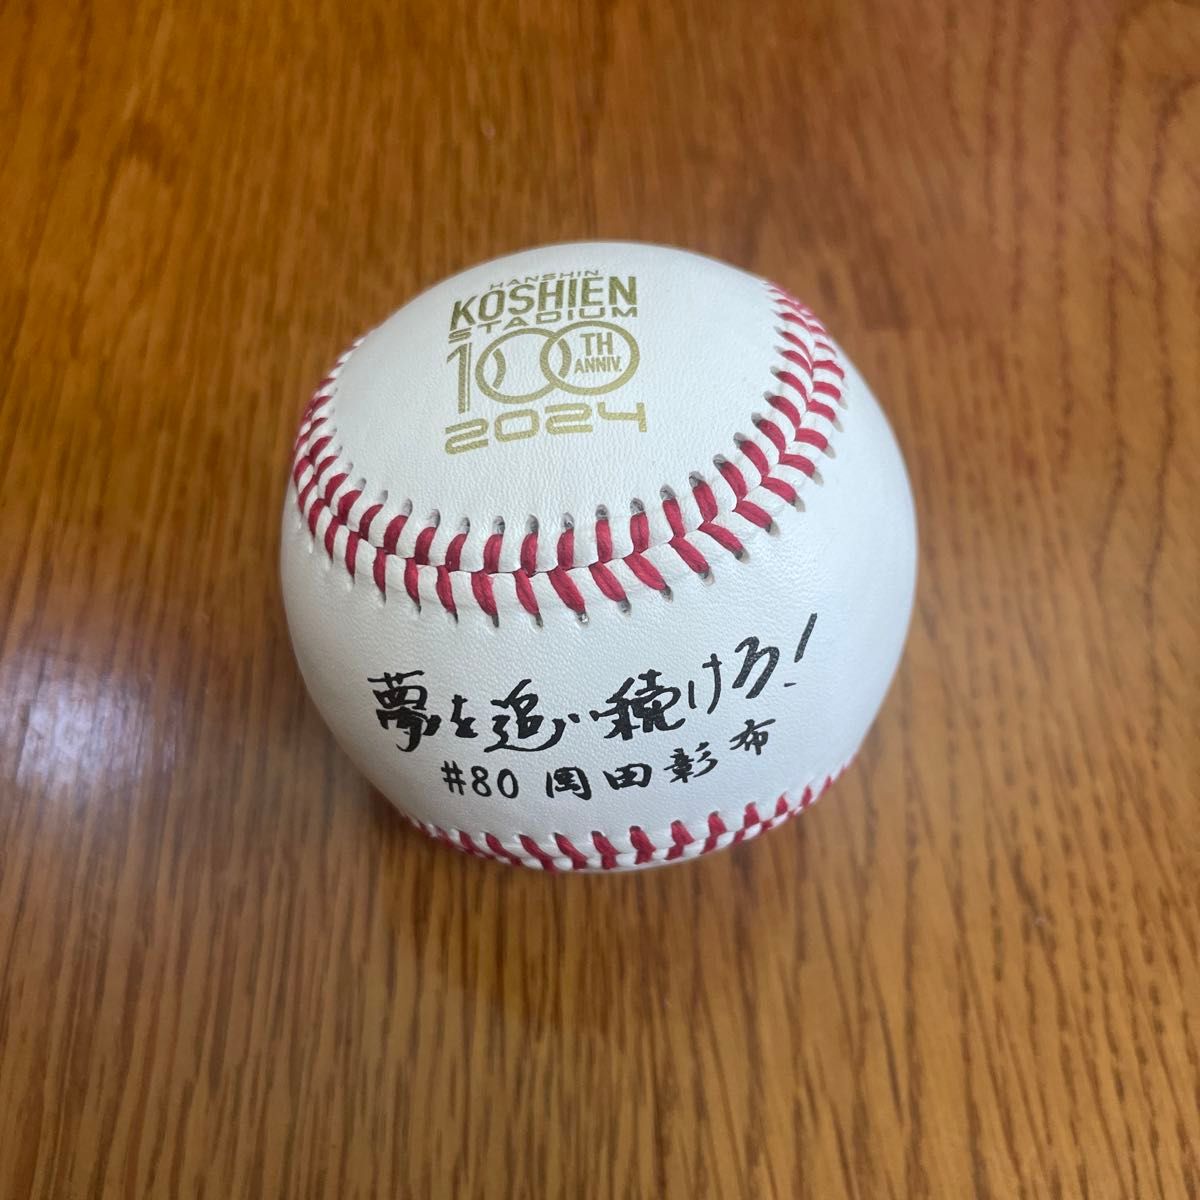 HANSHIN
KOSHIEN
STADIUM
100TH
ANNIV.
2024
夢を追い続けろ!
#80 岡田彰布